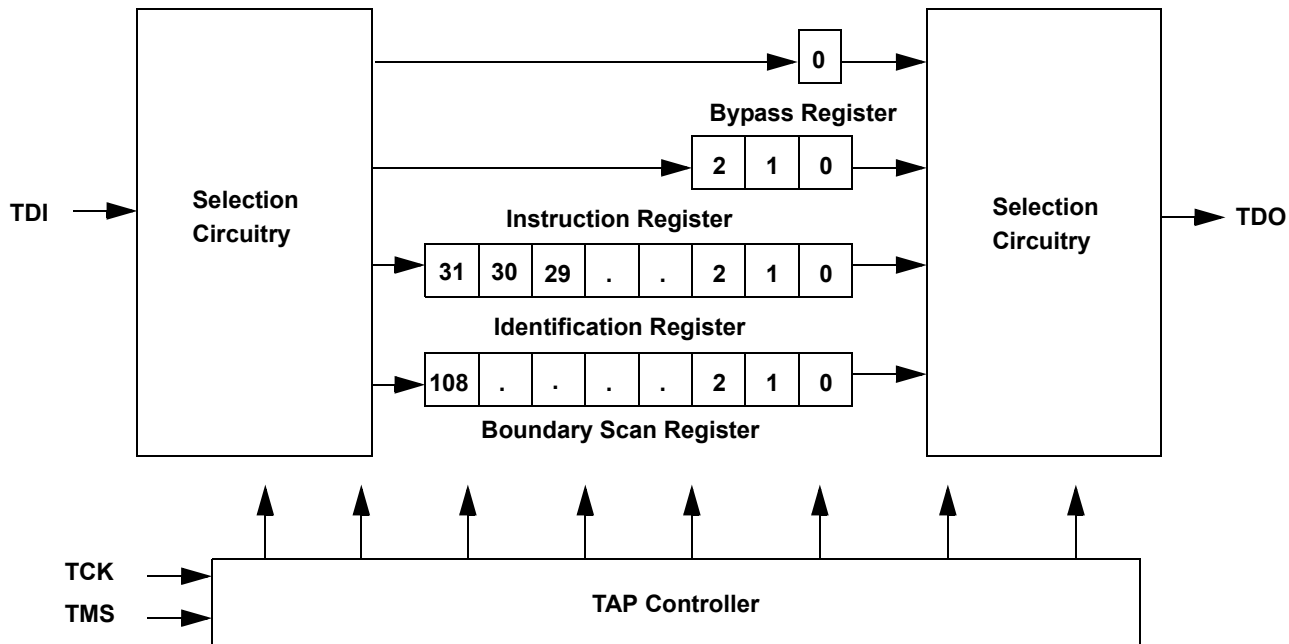 0
Bypass Register
2 1 0
Selection
Circuitry
Selection
Circuitry
TDI
TDO
Instruction Register
31 30 29 . . 2 1 0
Identification Register
108 . . . . 2 1 0
Boundary Scan Register
TCK
TMS
TAP Controller